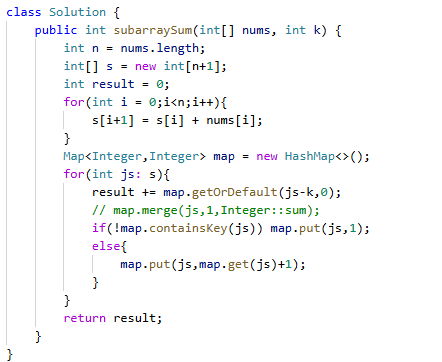 class Solution {
    public int subarraySum(int[] nums, int k) {
        int n = nums.length;
        int[] s = new int[n+1];
        int result = 0;
        for(int i = 0;i<n;i++){
            s[i+1] = s[i] + nums[i];
        }
        Map<Integer,Integer> map = new HashMap<>();
        for(int js: s){
            result += map.getOrDefault(js-k,0);
            // map.merge(js,1,Integer::sum);
            if(!map.containsKey(js)) map.put(js,1);
            else{
                map.put(js,map.get(js)+1);
            }
        }
        return result;
    }
}